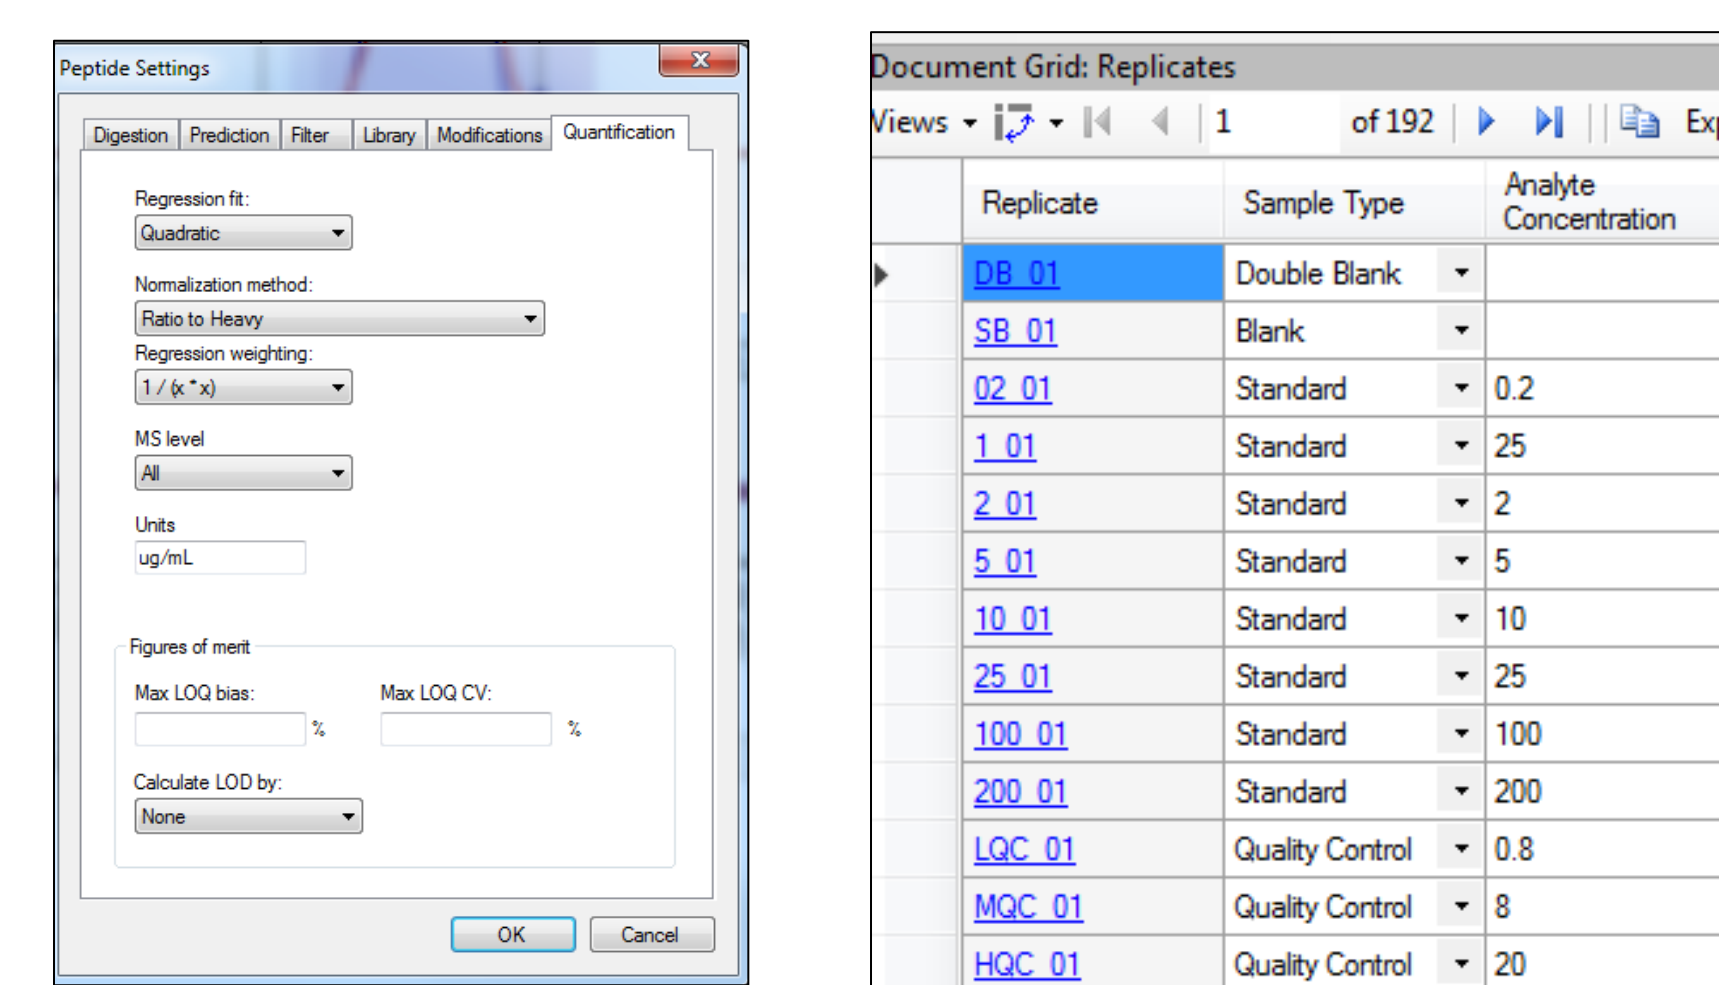 Peptide Settings
Digestion Prediction Filter Library Modifications Quantification
Regression fit:
Quadratic
Normalization method:
Ratio to Heavy
Regression weighting:
1 / (x * x)
MS level
All
Units
ug/mL
Figures of merit
Max LOQ bias: Max LOQ CV:
% %
Calculate LOD by:
None
OK Cancel
Document Grid: Replicates
Views 1 of 192
Replicate Sample Type Analyte Concentration
DB_01 Double Blank
SB_01 Blank
02_01 Standard 0.2
1_01 Standard 25
2_01 Standard 2
5_01 Standard 5
10_01 Standard 10
25_01 Standard 25
100_01 Standard 100
200_01 Standard 200
LQC_01 Quality Control 0.8
MQC_01 Quality Control 8
HQC_01 Quality Control 20